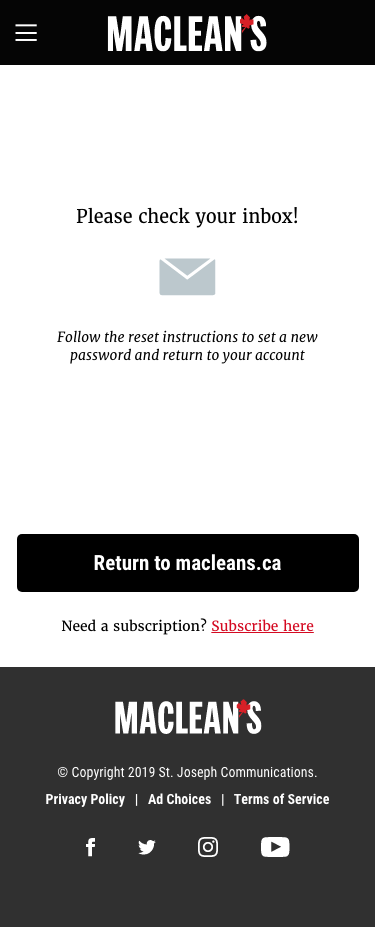 MACLEAN'S
Please check your inbox!
Follow the reset instructions to set a new
password and return to your account
Return to macleans.ca
Need a subscription? Subscribe here
MACLEAN'S
© Copyright 2019 St. Joseph Communications.
Privacy Policy | Ad Choices | Terms of Service